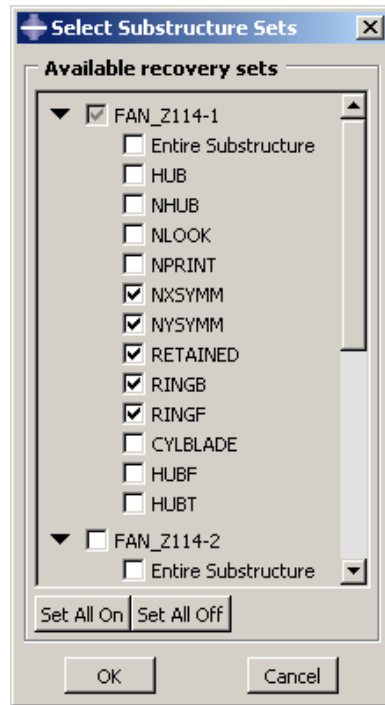 Select Substructure Sets
Available recovery sets
FAN_Z114-1
Entire Substructure
HUB
NHUB
NLOOK
NPRINT
NXSYMM
NYSYMM
RETAINED
RINGB
RINGF
CYLBLADE
HUBF
HUBT
FAN_Z114-2
Entire Substructure
Set All On Set All Off
OK Cancel